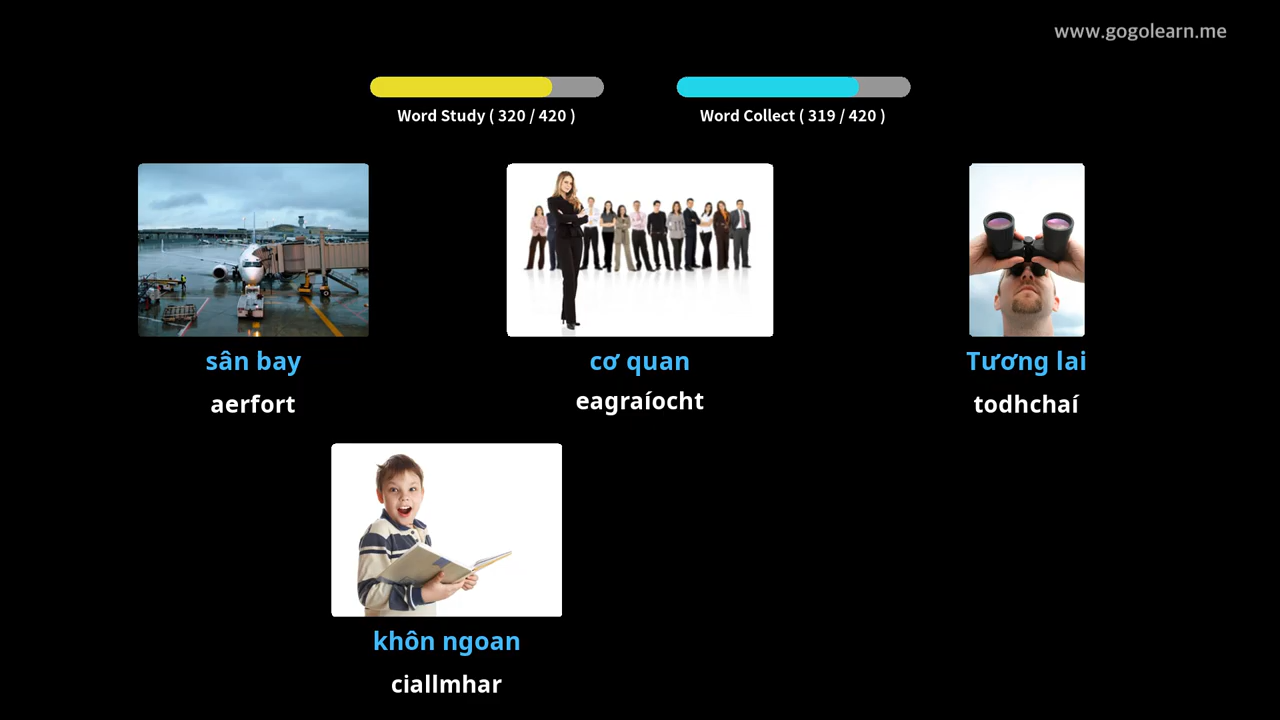 www.gogolearn.me
Word Study ( 320 / 420 )
Word Collect ( 319 / 420 )
sân bay
aerfort
cơ quan
eagraíocht
Tương lai
todhchaí
khôn ngoan
ciallmhar